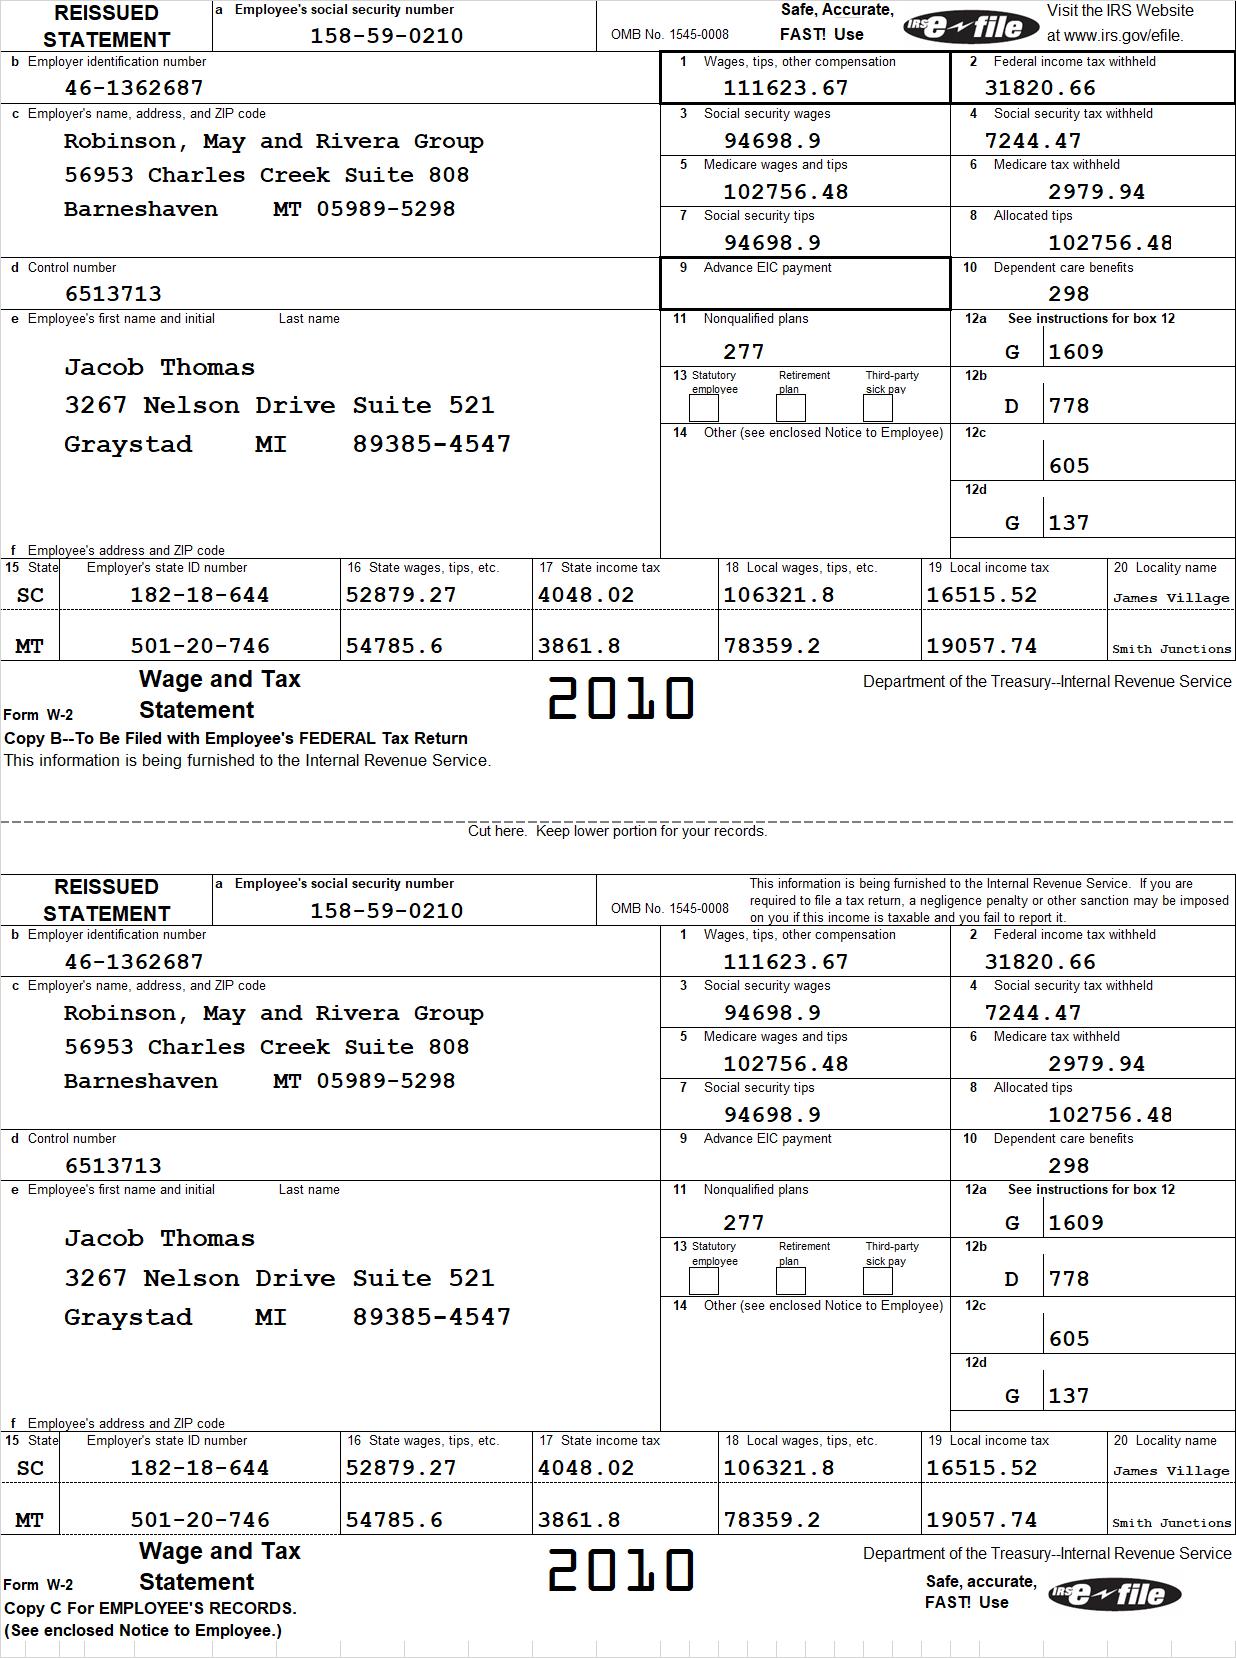 REISSUED STATEMENT
a Employee's social security number
158-59-0210
OMB No. 1545-0008
Safe, Accurate, FAST! Use
IRS e-file
Visit the IRS Website at www.irs.gov/efile.
b Employer identification number
46-1362687
1 Wages, tips, other compensation
111623.67
2 Federal income tax withheld
31820.66
c Employer's name, address, and ZIP code
Robinson, May and Rivera Group
56953 Charles Creek Suite 808
Barneshaven MT 05989-5298
3 Social security wages
94698.9
4 Social security tax withheld
7244.47
5 Medicare wages and tips
102756.48
6 Medicare tax withheld
2979.94
7 Social security tips
94698.9
8 Allocated tips
102756.48
d Control number
6513713
9 Advance EIC payment
10 Dependent care benefits
298
e Employee's first name and initial Last name
Jacob Thomas
3267 Nelson Drive Suite 521
Graystad MI 89385-4547
11 Nonqualified plans
277
12a See instructions for box 12
G 1609
13 Statutory employee Retirement plan Third-party sick pay
12b
D 778
14 Other (see enclosed Notice to Employee)
12c
605
12d
G 137
f Employee's address and ZIP code
15 State Employer's state ID number 16 State wages, tips, etc. 17 State income tax 18 Local wages, tips, etc. 19 Local income tax 20 Locality name
SC 182-18-644 52879.27 4048.02 106321.8 16515.52 James Village
MT 501-20-746 54785.6 3861.8 78359.2 19057.74 Smith Junctions
Form W-2 Wage and Tax Statement
2010
Department of the Treasury--Internal Revenue Service
Copy B--To Be Filed with Employee's FEDERAL Tax Return
This information is being furnished to the Internal Revenue Service.
Cut here. Keep lower portion for your records.
REISSUED STATEMENT
a Employee's social security number
158-59-0210
OMB No. 1545-0008
This information is being furnished to the Internal Revenue Service. If you are
required to file a tax return, a negligence penalty or other sanction may be imposed
on you if this income is taxable and you fail to report it.
b Employer identification number
46-1362687
1 Wages, tips, other compensation
111623.67
2 Federal income tax withheld
31820.66
c Employer's name, address, and ZIP code
Robinson, May and Rivera Group
56953 Charles Creek Suite 808
Barneshaven MT 05989-5298
3 Social security wages
94698.9
4 Social security tax withheld
7244.47
5 Medicare wages and tips
102756.48
6 Medicare tax withheld
2979.94
7 Social security tips
94698.9
8 Allocated tips
102756.48
d Control number
6513713
9 Advance EIC payment
10 Dependent care benefits
298
e Employee's first name and initial Last name
Jacob Thomas
3267 Nelson Drive Suite 521
Graystad MI 89385-4547
11 Nonqualified plans
277
12a See instructions for box 12
G 1609
13 Statutory employee Retirement plan Third-party sick pay
12b
D 778
14 Other (see enclosed Notice to Employee)
12c
605
12d
G 137
f Employee's address and ZIP code
15 State Employer's state ID number 16 State wages, tips, etc. 17 State income tax 18 Local wages, tips, etc. 19 Local income tax 20 Locality name
SC 182-18-644 52879.27 4048.02 106321.8 16515.52 James Village
MT 501-20-746 54785.6 3861.8 78359.2 19057.74 Smith Junctions
Form W-2 Wage and Tax Statement
2010
Department of the Treasury--Internal Revenue Service
Safe, accurate, FAST! Use
IRS e-file
Copy C For EMPLOYEE'S RECORDS.
(See enclosed Notice to Employee.)